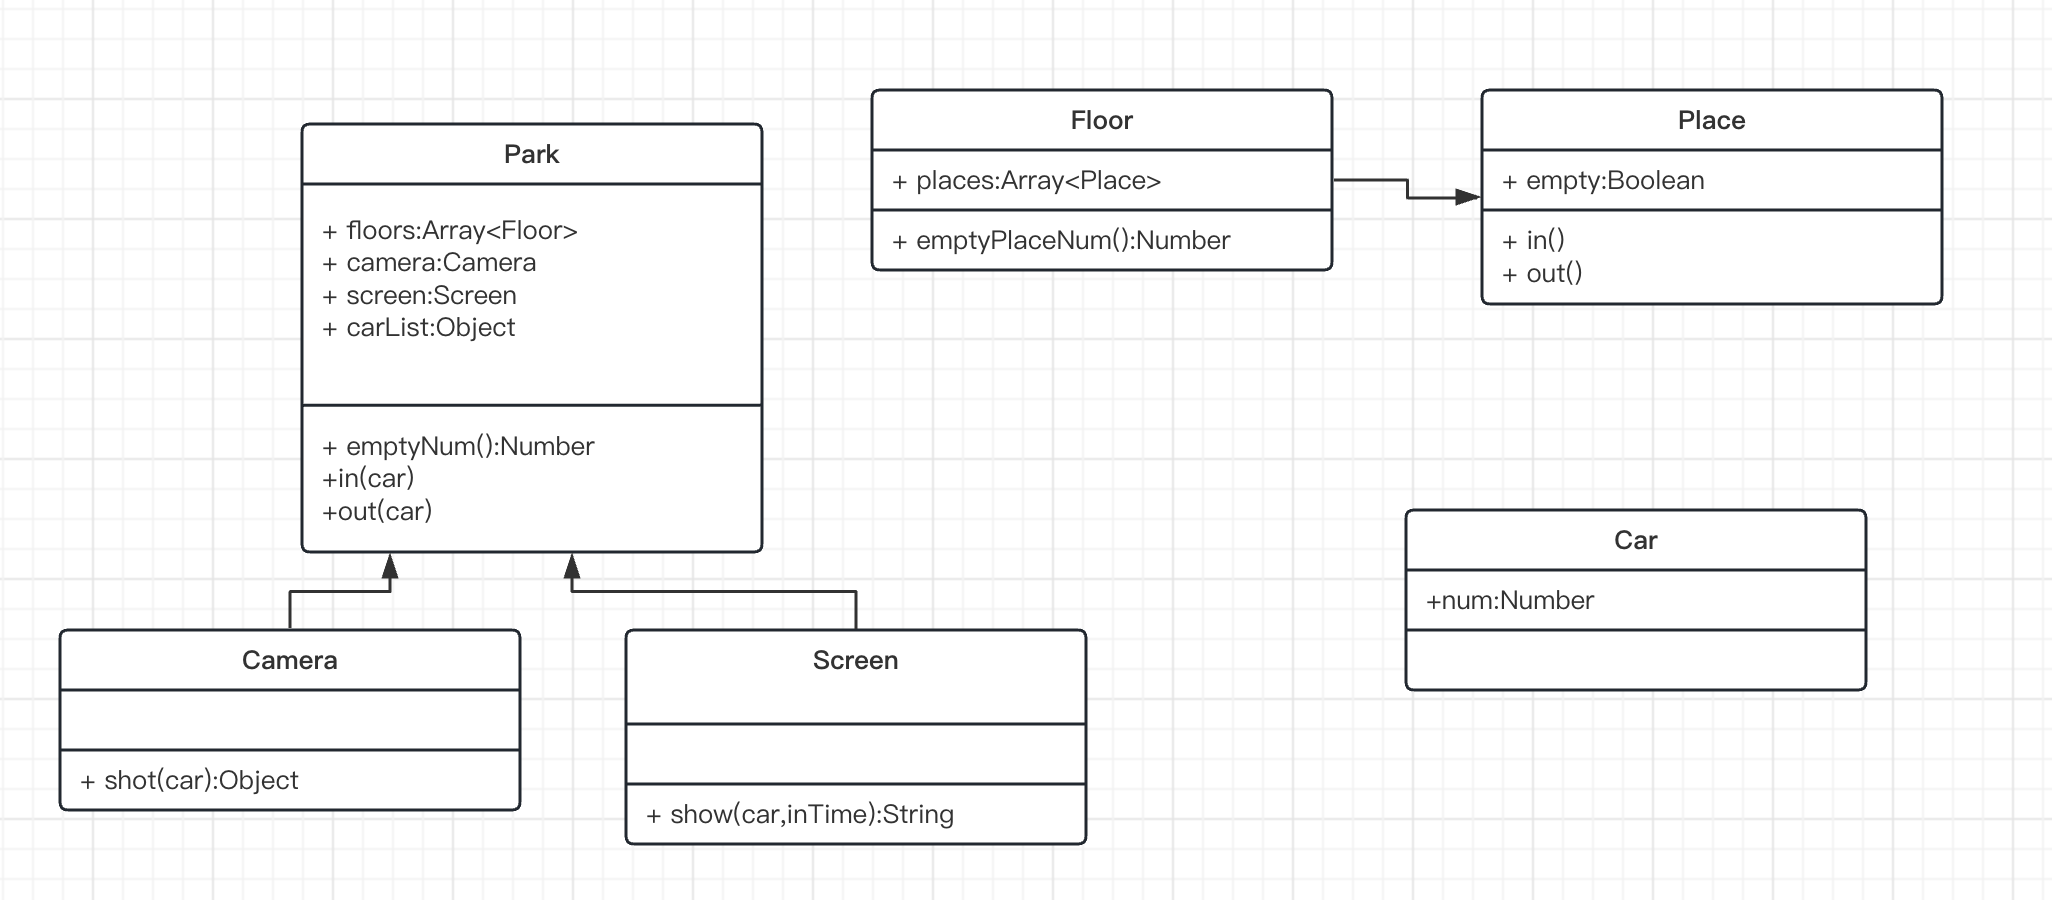 Park
+ floors:Array<Floor>
+ camera:Camera
+ screen:Screen
+ carList:Object
+ emptyNum():Number
+in(car)
+out(car)
Floor
+ places:Array<Place>
+ emptyPlaceNum():Number
Place
+ empty:Boolean
+ in()
+ out()
Car
+num:Number
Camera
+ shot(car):Object
Screen
+ show(car,inTime):String